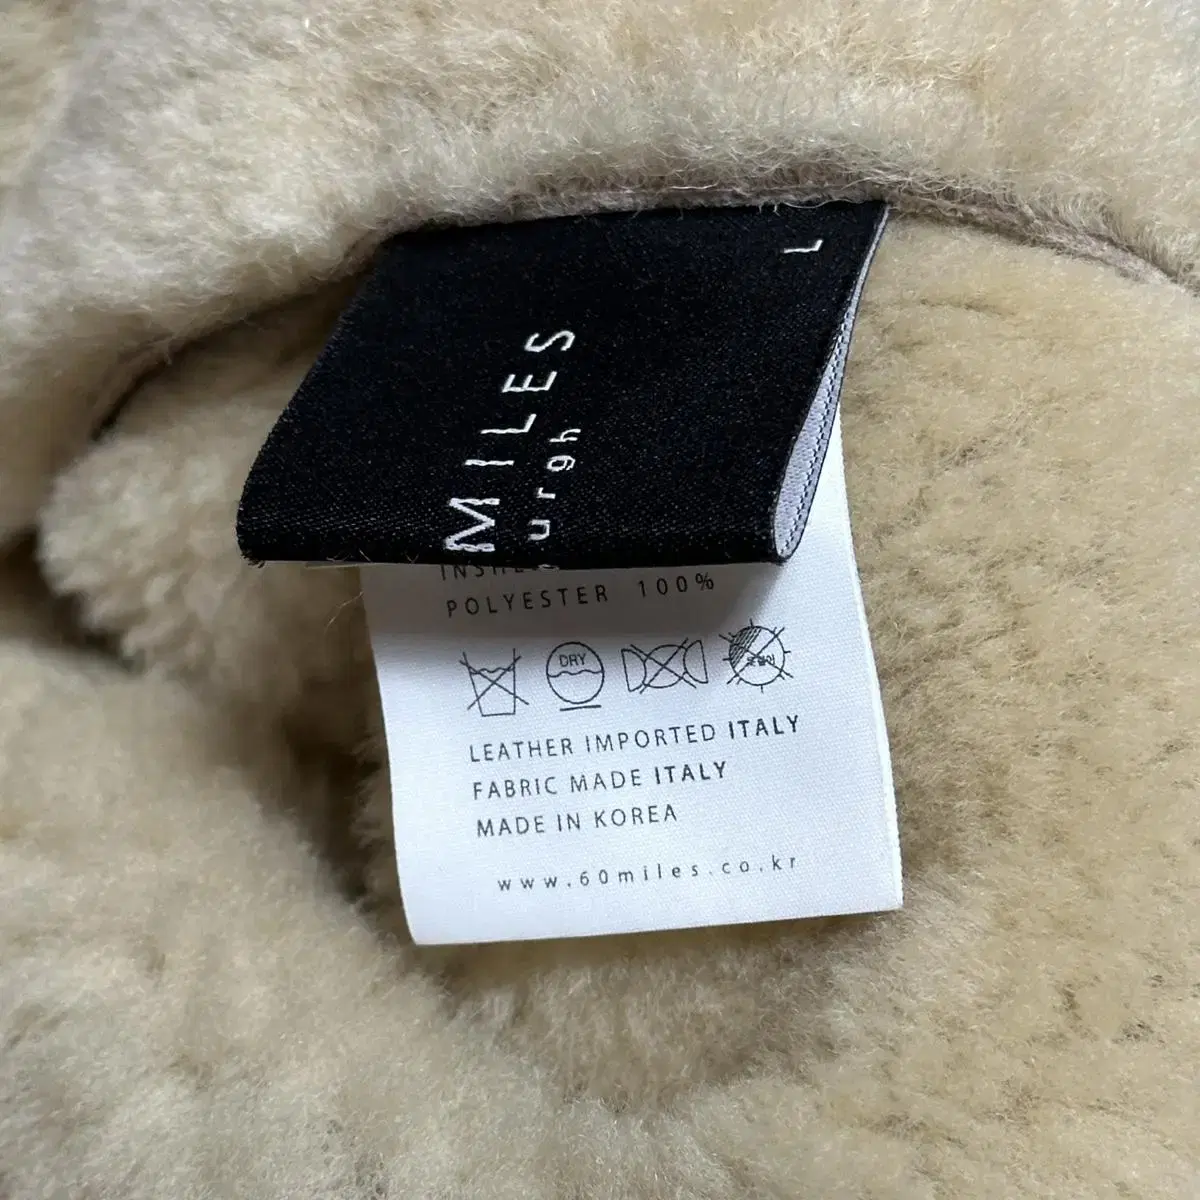 L
MILES
urgh
POLYESTER 100%
DRY
LEATHER IMPORTED ITALY
FABRIC MADE ITALY
MADE IN KOREA
www.60miles.co.kr